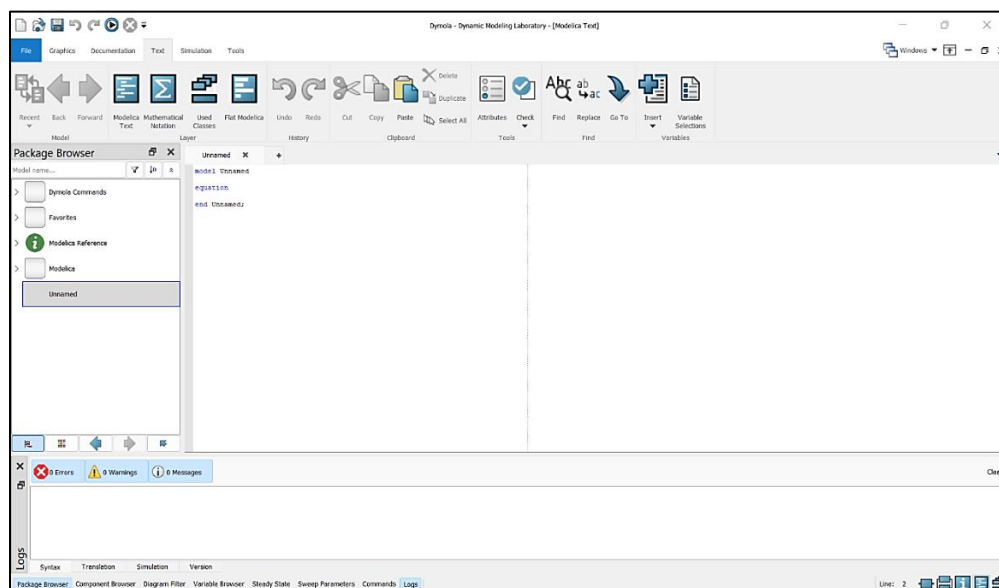 Dymola - Dynamic Modeling Laboratory - [Modelica Text]
File Graphics Documentation Text Simulation Tools
Windows
Recent Back Forward Modelica Text Mathematical Notation Used Classes Flat Modelica Undo Redo Cut Copy Paste Delete Duplicate Select All Attributes Check Find Replace Go To Insert Variable Selections
Model Layer History Clipboard Tools Find Variables
Package Browser
Model name...
Dymola Commands
Favorites
Modelica Reference
Modelica
Unnamed
Unnamed
model Unnamed
equation
end Unnamed;
0 Errors 0 Warnings 0 Messages
Logs
Syntax Translation Simulation Version
Package Browser Component Browser Diagram Filter Variable Browser Steady State Sweep Parameters Commands Logs
Line: 2